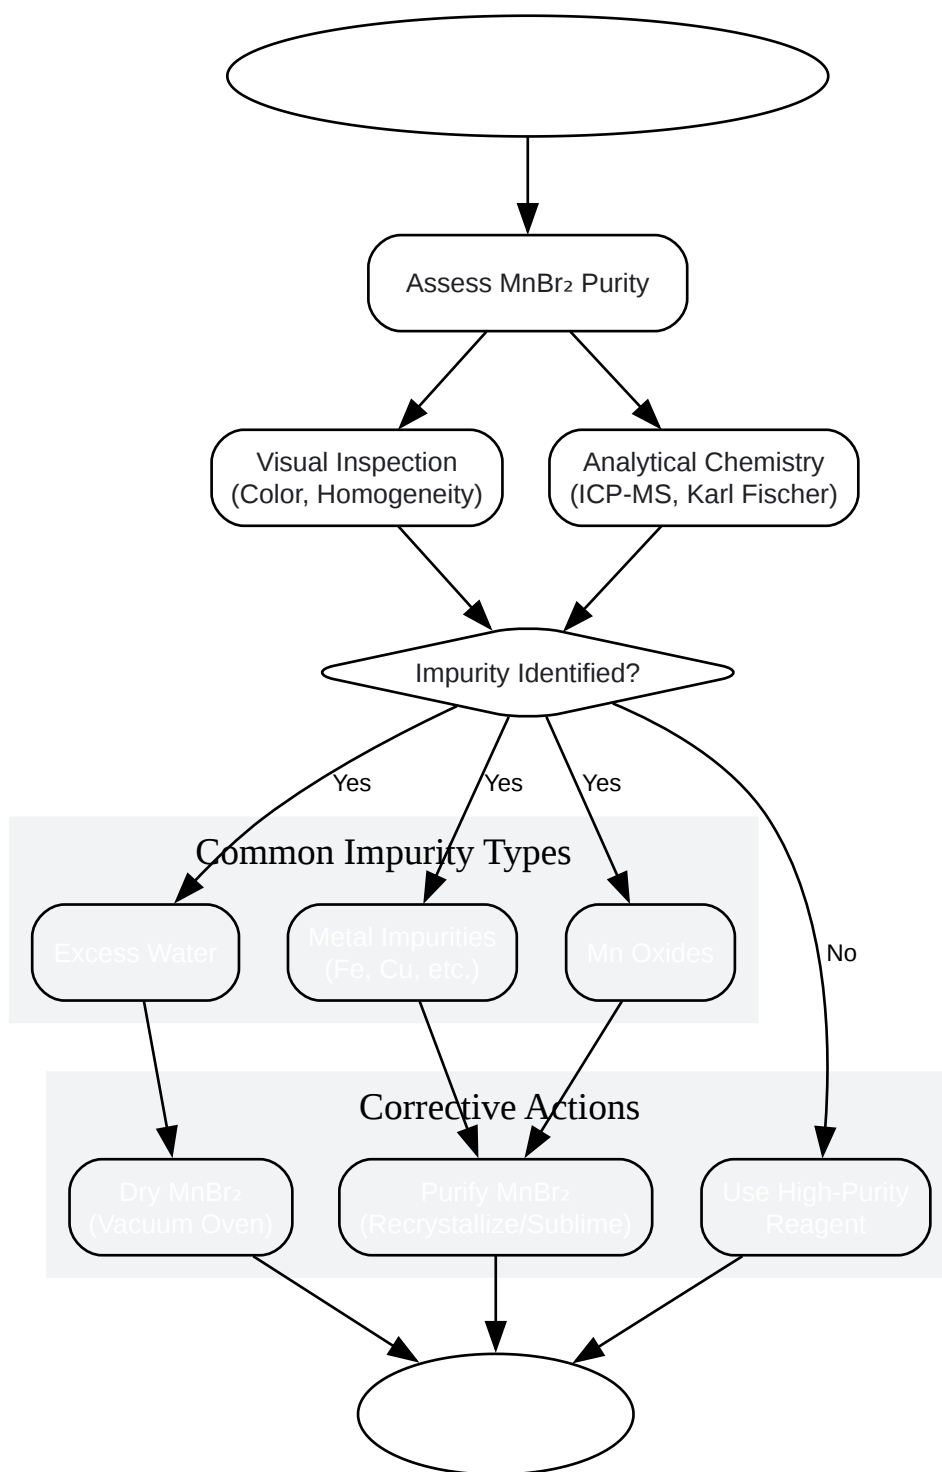 Assess MnBr₂ Purity
Visual Inspection
(Color, Homogeneity)
Analytical Chemistry
(ICP-MS, Karl Fischer)
Impurity Identified?
Yes
Yes
Yes
Common Impurity Types
Excess Water
Metal Impurities
(Fe, Cu, etc.)
Mn Oxides
No
Corrective Actions
Dry MnBr₂
(Vacuum Oven)
Purify MnBr₂
(Recrystallize/Sublime)
Use High-Purity
Reagent